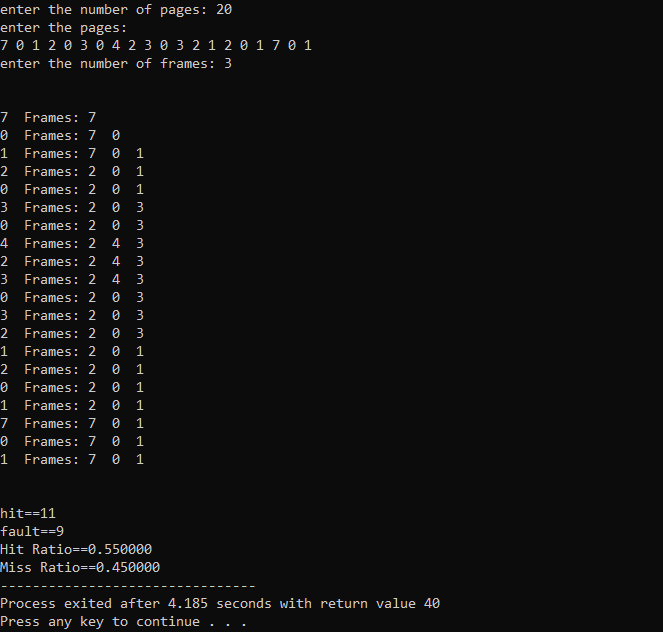 enter the number of pages: 20
enter the pages:
7 0 1 2 0 3 0 4 2 3 0 3 2 1 2 0 1 7 0 1
enter the number of frames: 3
7  Frames: 7
0  Frames: 7  0
1  Frames: 7  0  1
2  Frames: 2  0  1
0  Frames: 2  0  1
3  Frames: 2  0  3
0  Frames: 2  0  3
4  Frames: 2  4  3
2  Frames: 2  4  3
3  Frames: 2  4  3
0  Frames: 2  0  3
3  Frames: 2  0  3
2  Frames: 2  0  3
1  Frames: 2  0  1
2  Frames: 2  0  1
0  Frames: 2  0  1
1  Frames: 2  0  1
7  Frames: 7  0  1
0  Frames: 7  0  1
1  Frames: 7  0  1
hit==11
fault==9
Hit Ratio==0.550000
Miss Ratio==0.450000
--------------------------------
Process exited after 4.185 seconds with return value 40
Press any key to continue . . .